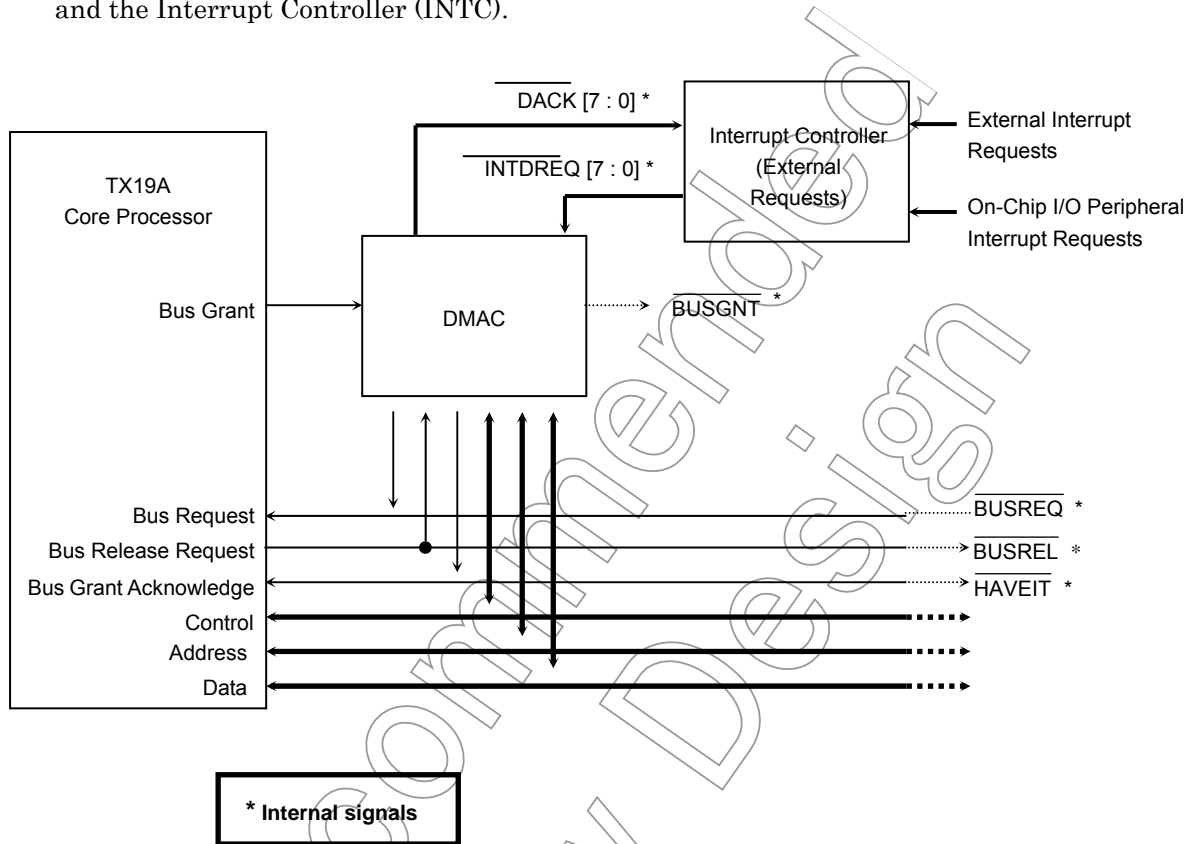 and the Interrupt Controller (INTC).
DACK [7 : 0] *
INTDREQ [7 : 0] *
Interrupt Controller
(External
Requests)
External Interrupt
Requests
On-Chip I/O Peripheral
Interrupt Requests
TX19A
Core Processor
Bus Grant
DMAC
BUSGNT *
Bus Request
BUSREQ *
Bus Release Request
BUSREL *
Bus Grant Acknowledge
HAVEIT *
Control
Address
Data
* Internal signals
ommended
w Design